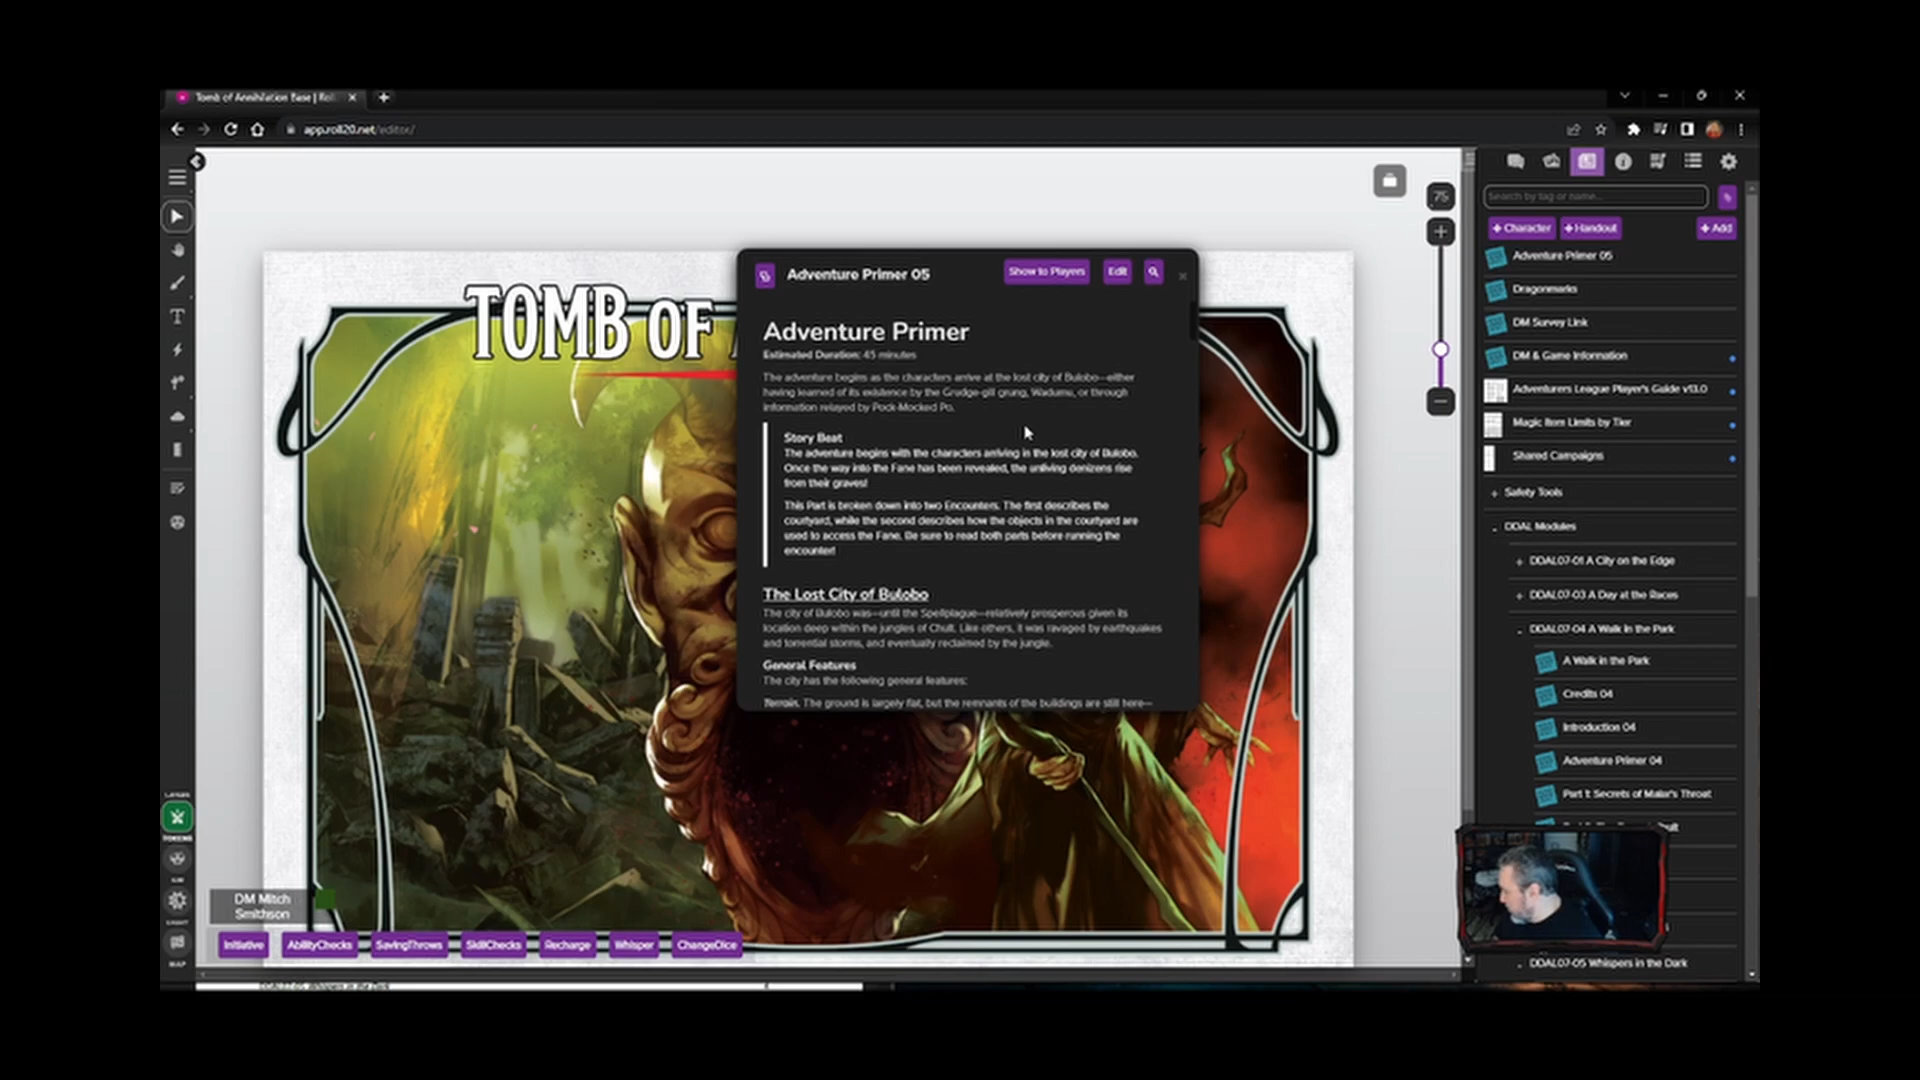 Tomb of Annihilation Base | Roll
app.roll20.net/editor/
75
Search by tag or name...
+ Character
+ Handout
+ Add
Adventure Primer 05
Dragonmarks
DM Survey Link
DM & Game Information
Adventurers League Player's Guide v13.0
Magic Item Limits by Tier
Shared Campaigns
+ Safety Tools
- DDAL Modules
+ DDAL07-01 A City on the Edge
+ DDAL07-03 A Day at the Races
- DDAL07-04 A Walk in the Park
A Walk in the Park
Credits 04
Introduction 04
Adventure Primer 04
Part 1: Secrets of Malar's Throat
- DDAL07-05 Whispers in the Dark
TOMB OF
Adventure Primer 05
Show to Players
Edit
Adventure Primer
Estimated Duration: 45 minutes
The adventure begins as the characters arrive at the lost city of Bulobo—either
having learned of its existence by the Grudge-gill grung, Wadumu, or through
information relayed by Pock-Mocked Po.
Story Beat
The adventure begins with the characters arriving in the lost city of Bulobo.
Once the way into the Fane has been revealed, the unliving denizens rise
from their graves!
This Part is broken down into two Encounters. The first describes the
courtyard, while the second describes how the objects in the courtyard are
used to access the Fane. Be sure to read both parts before running the
encounter!
The Lost City of Bulobo
The city of Bulobo was—until the Spellplague—relatively prosperous given its
location deep within the jungles of Chult. Like others, it was ravaged by earthquakes
and torrential storms, and eventually reclaimed by the jungle.
General Features
The city has the following general features:
Terrain. The ground is largely flat, but the remnants of the buildings are still here—
LAYERS
TOKENS
GM
LIGHT
MAP
DM Mitch
Smithson
Initiative
AbilityChecks
SavingThrows
SkillChecks
Recharge
Whisper
ChangeDice
DDAL07-05 Whispers in the Dark